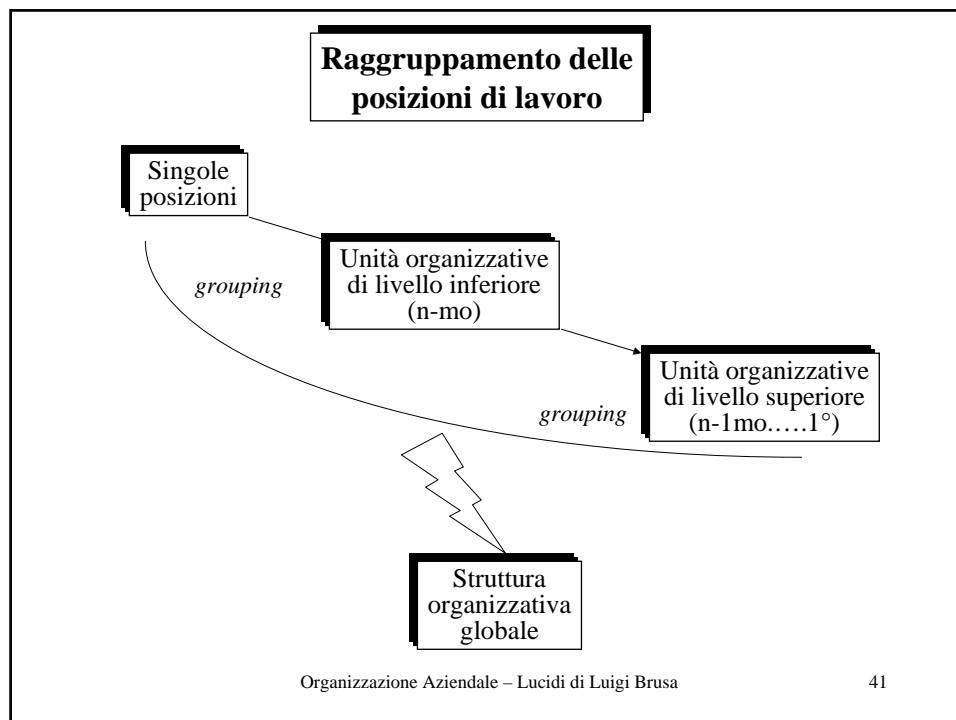 Raggruppamento delle
posizioni di lavoro
Singole
posizioni
Unità organizzative
di livello inferiore
(n-mo)
grouping
Unità organizzative
di livello superiore
(n-1mo.….1°)
grouping
Struttura
organizzativa
globale
Organizzazione Aziendale – Lucidi di Luigi Brusa
41